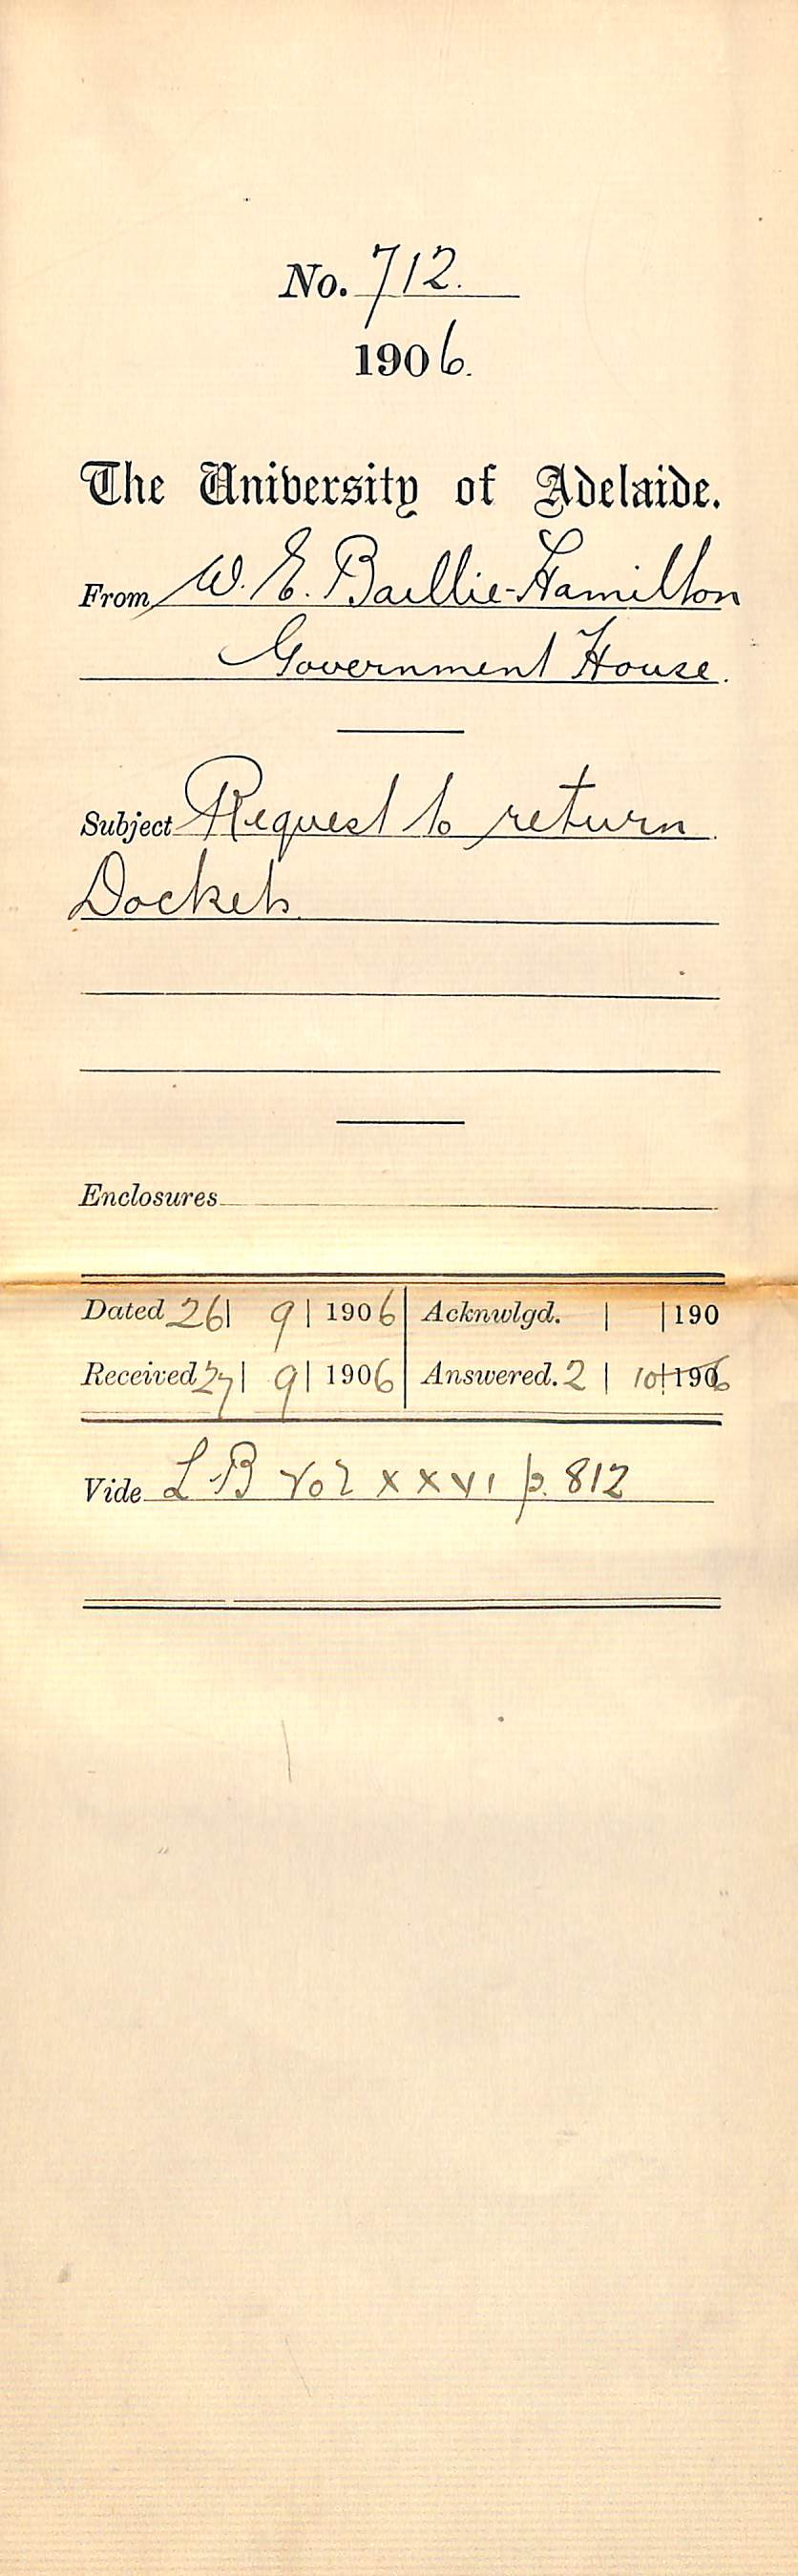 No. 712.
1906.
The University of Adelaide.
From W. E. Baillie-Hamilton
Government House.
Subject Request to return
Dockets.
Enclosures
Dated 26| 9| 1906 Acknwlgd. | |190
Received 27| 9| 1906 Answered. 2 | 10|1906
Vide L B Vol XXVI p. 812